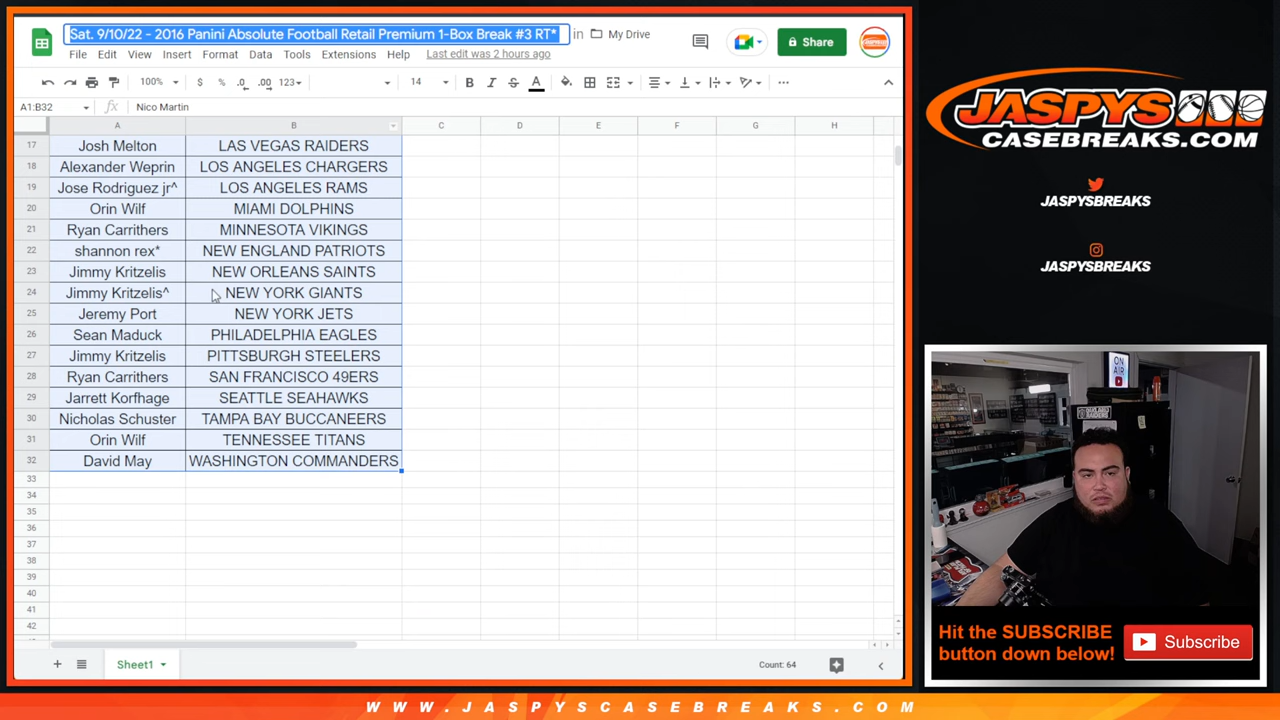 Sat. 9/10/22 - 2016 Panini Absolute Football Retail Premium 1-Box Break #3 RT*
in My Drive
Share
File Edit View Insert Format Data Tools Extensions Help Last edit was 2 hours ago
100% $ % .0 .00 123 14 B I S A
A1:B32 fx Nico Martin
A B C D E F G H
17 Josh Melton LAS VEGAS RAIDERS
18 Alexander Weprin LOS ANGELES CHARGERS
19 Jose Rodriguez jr^ LOS ANGELES RAMS
20 Orin Wilf MIAMI DOLPHINS
21 Ryan Carrithers MINNESOTA VIKINGS
22 shannon rex* NEW ENGLAND PATRIOTS
23 Jimmy Kritzelis NEW ORLEANS SAINTS
24 Jimmy Kritzelis^ NEW YORK GIANTS
25 Jeremy Port NEW YORK JETS
26 Sean Maduck PHILADELPHIA EAGLES
27 Jimmy Kritzelis PITTSBURGH STEELERS
28 Ryan Carrithers SAN FRANCISCO 49ERS
29 Jarrett Korfhage SEATTLE SEAHAWKS
30 Nicholas Schuster TAMPA BAY BUCCANEERS
31 Orin Wilf TENNESSEE TITANS
32 David May WASHINGTON COMMANDERS
33
34
35
36
37
38
39
40
41
42
Sheet1
Count: 64
JASPYS
CASEBREAKS.COM
JASPYSBREAKS
JASPYSBREAKS
ON
AIR
Hit the SUBSCRIBE
button down below!
Subscribe
WWW.JASPYSCASEBREAKS.COM